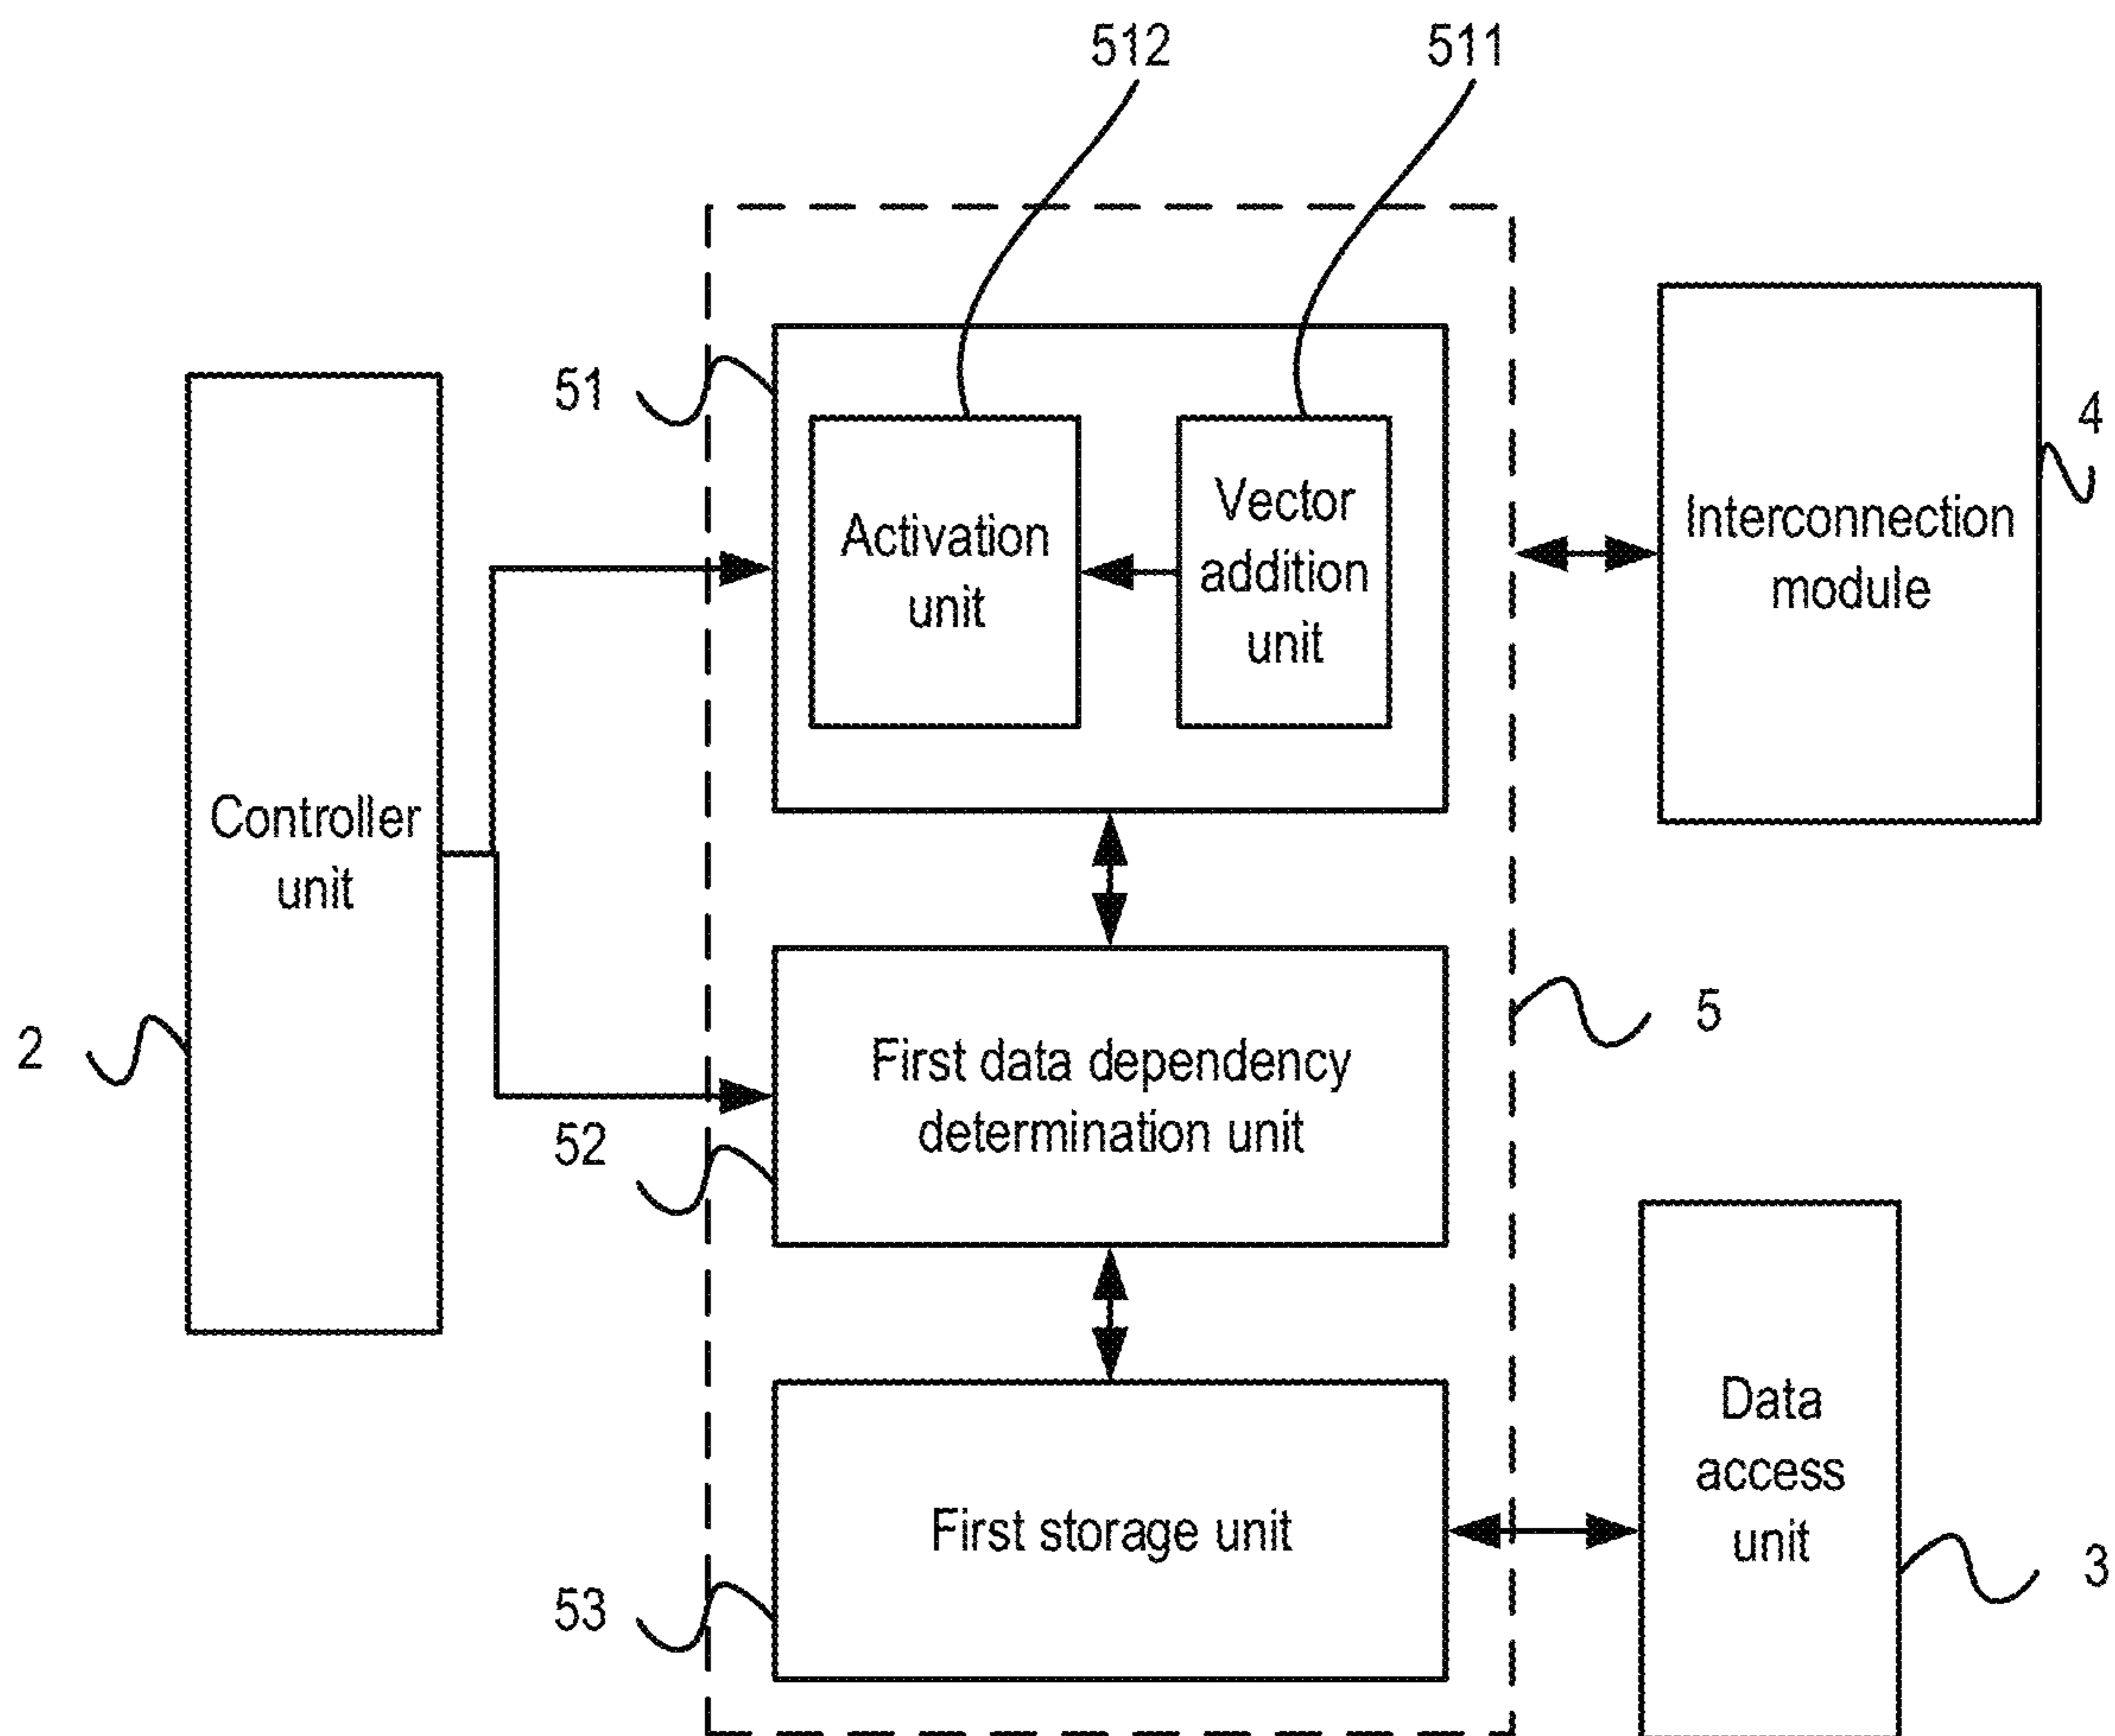 512
511
51
Activation
unit
Vector
addition
unit
Interconnection
module
4
Controller
unit
2
First data dependency
determination unit
5
52
First storage unit
53
Data
access
unit
3